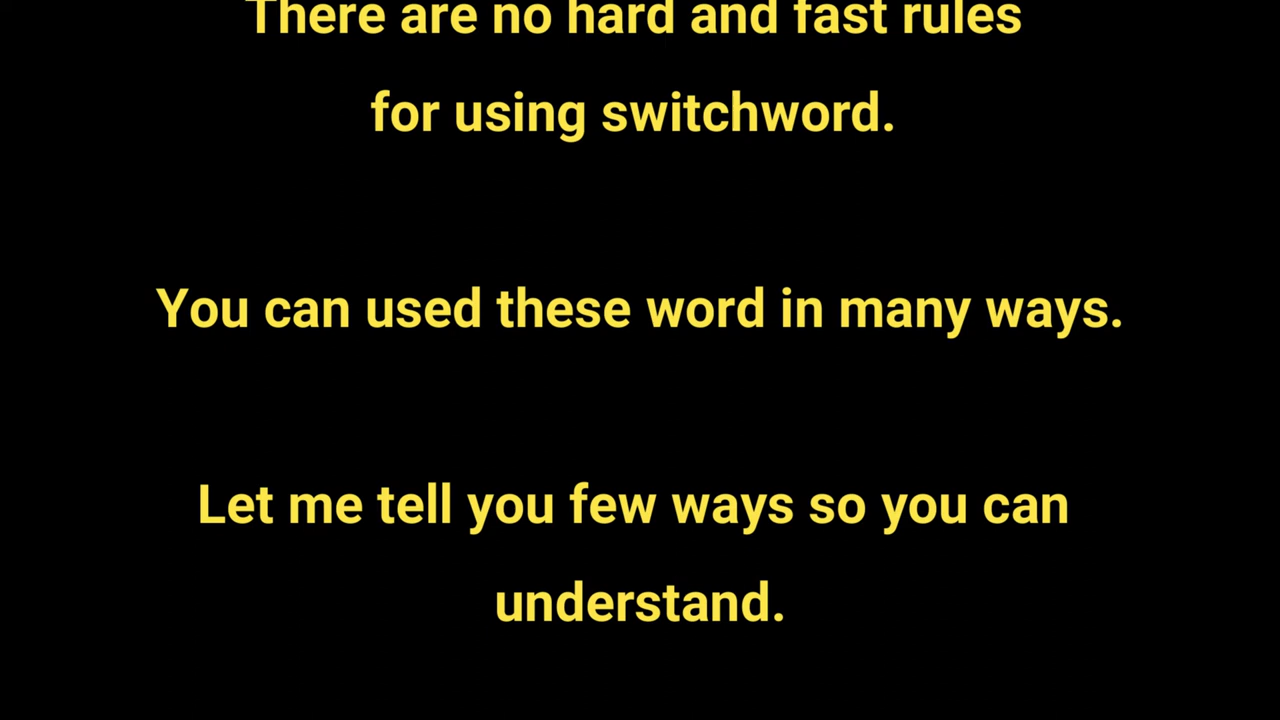 There are no hard and fast rules
for using switchword.
You can used these word in many ways.
Let me tell you few ways so you can
understand.